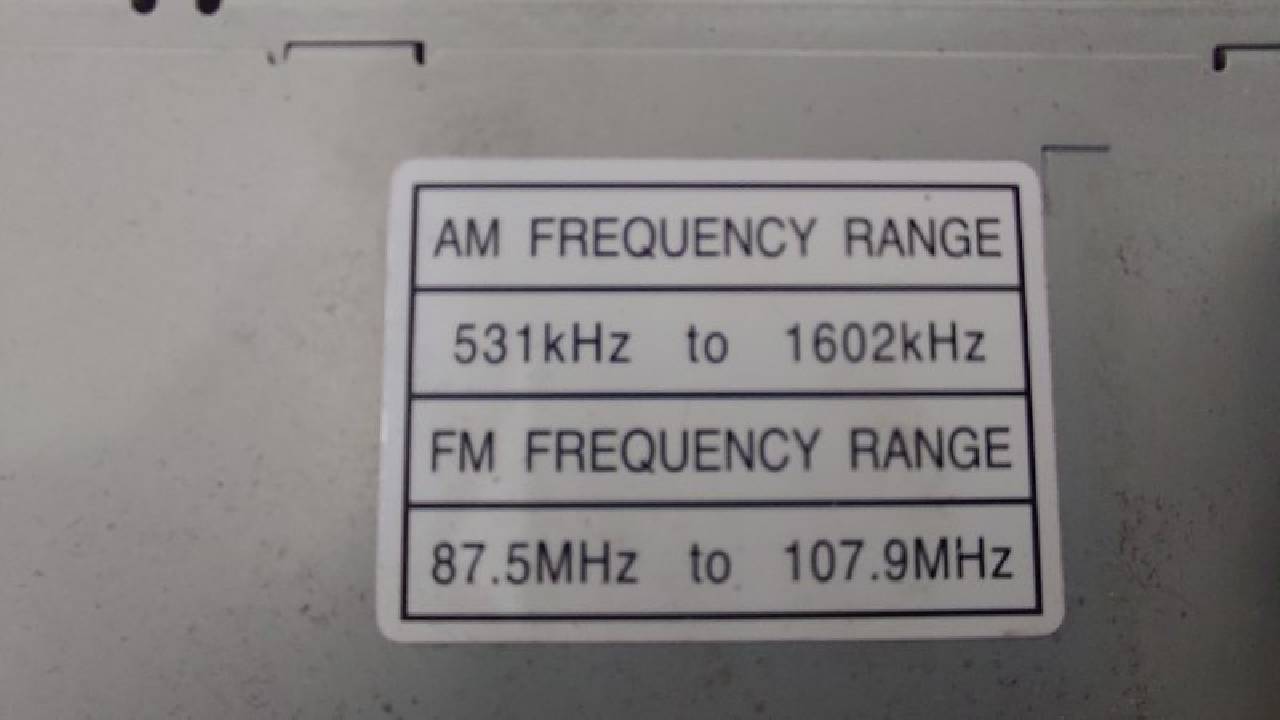 AM FREQUENCY RANGE
531kHz to 1602kHz
FM FREQUENCY RANGE
87.5MHz to 107.9MHz